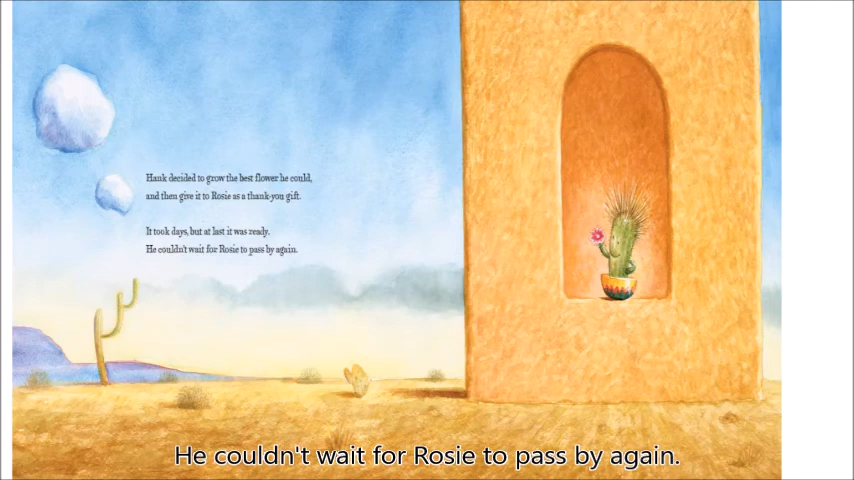 Hank decided to grow the best flower he could,
and then give it to Rosie as a thank-you gift.
It took days, but at last it was ready.
He couldn't wait for Rosie to pass by again.
He couldn't wait for Rosie to pass by again.